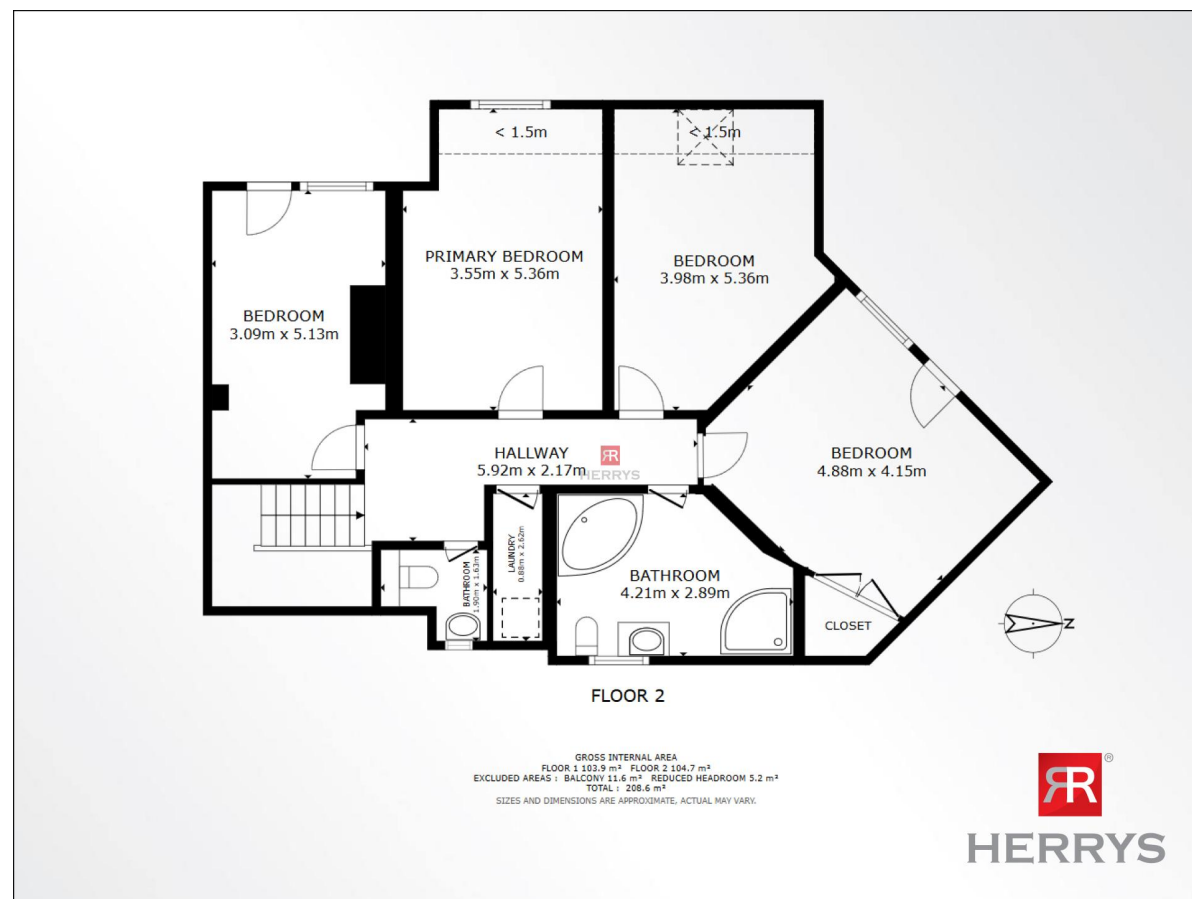 < 1.5m
< 1.5m
PRIMARY BEDROOM
3.55m x 5.36m
BEDROOM
3.98m x 5.36m
BEDROOM
3.09m x 5.13m
HALLWAY
5.92m x 2.17m
RR
HERRYS
BEDROOM
4.88m x 4.15m
LAUNDRY
0.88m x 2.62m
BATHROOM
1.90m x 1.63m
BATHROOM
4.21m x 2.89m
CLOSET
N
FLOOR 2
GROSS INTERNAL AREA
FLOOR 1 103.9 m² FLOOR 2 104.7 m²
EXCLUDED AREAS : BALCONY 11.6 m² REDUCED HEADROOM 5.2 m²
TOTAL : 208.6 m²
SIZES AND DIMENSIONS ARE APPROXIMATE, ACTUAL MAY VARY.
RR®
HERRYS